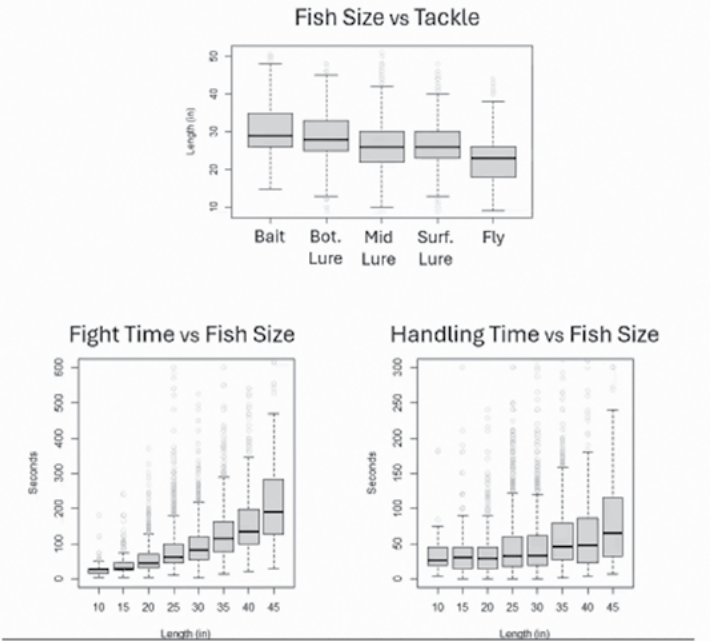 Fish Size vs Tackle
Length (in)
50
40
30
20
10
Bait Bot. Mid Surf. Fly
Lure Lure Lure
Fight Time vs Fish Size
Seconds
600
500
400
300
200
100
0
10 15 20 25 30 35 40 45
Length (in)
Handling Time vs Fish Size
Seconds
300
250
200
150
100
50
0
10 15 20 25 30 35 40 45
Length (in)